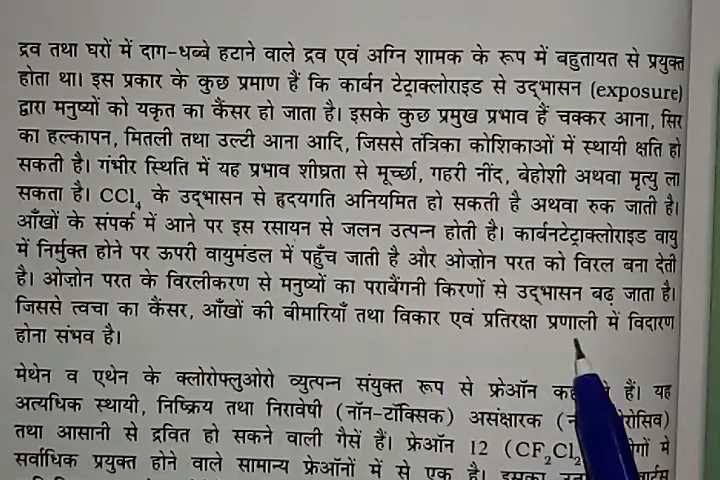 द्रव तथा घरों में दाग-धब्बे हटाने वाले द्रव एवं अग्नि शामक के रूप में बहुतायत से प्रयुक्त
होता था। इस प्रकार के कुछ प्रमाण हैं कि कार्बन टेट्राक्लोराइड से उद्भासन (exposure)
द्वारा मनुष्यों को यकृत का कैंसर हो जाता है। इसके कुछ प्रमुख प्रभाव हैं चक्कर आना, सिर
का हल्कापन, मितली तथा उल्टी आना आदि, जिससे तंत्रिका कोशिकाओं में स्थायी क्षति हो
सकती है। गंभीर स्थिति में यह प्रभाव शीघ्रता से मूर्च्छा, गहरी नींद, बेहोशी अथवा मृत्यु ला
सकता है। CCl₄ के उद्भासन से हृदयगति अनियमित हो सकती है अथवा रुक जाती है।
आँखों के संपर्क में आने पर इस रसायन से जलन उत्पन्न होती है। कार्बनटेट्राक्लोराइड वायु
में निर्मुक्त होने पर ऊपरी वायुमंडल में पहुँच जाती है और ओज़ोन परत को विरल बना देती
है। ओज़ोन परत के विरलीकरण से मनुष्यों का पराबैंगनी किरणों से उद्भासन बढ़ जाता है।
जिससे त्वचा का कैंसर, आँखों की बीमारियाँ तथा विकार एवं प्रतिरक्षा प्रणाली में विदारण
होना संभव है।
मेथेन व एथेन के क्लोरोफ्लुओरो व्युत्पन्न संयुक्त रूप से फ्रेऑन हैं। यह
अत्यधिक स्थायी, निष्क्रिय तथा निरावेषी (नॉन-टॉक्सिक) असंक्षारक
तथा आसानी से द्रवित हो सकने वाली गैसें हैं। फ्रेऑन 12 (CF₂Cl₂ में
सर्वाधिक प्रयुक्त होने वाले सामान्य फ्रेऑनों में से एक है। इसका